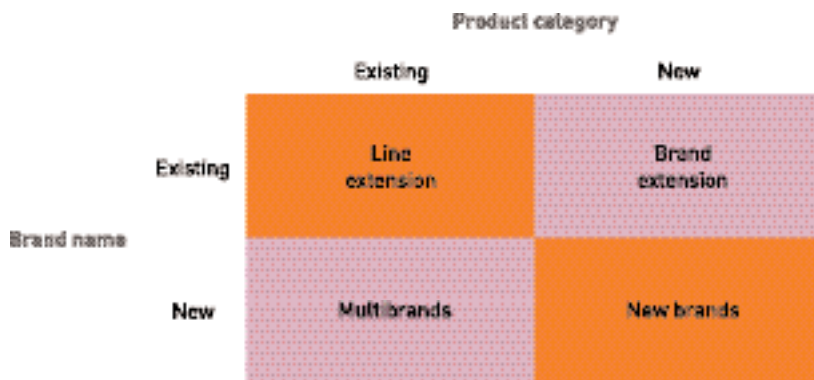 Product category
Existing New
Existing
Line
extension
Brand
extension
Brand name
New
Multibrands
New brands